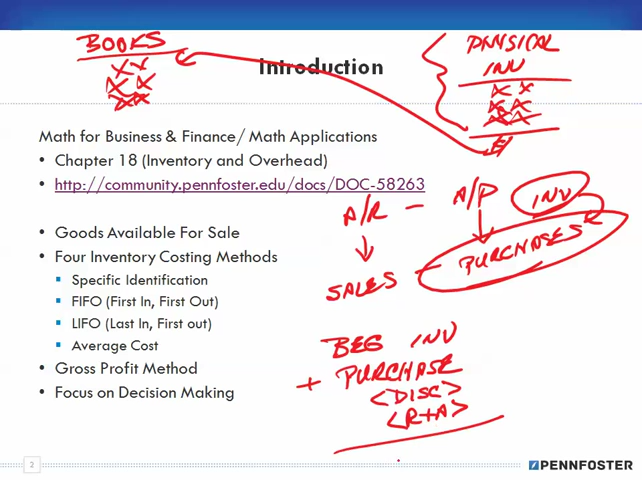 BOOKS
PHYSICAL
INV
Introduction
Math for Business & Finance/ Math Applications
• Chapter 18 (Inventory and Overhead)
• http://community.pennfoster.edu/docs/DOC-58263
A/R – A/P INV
SALES – PURCHASES
• Goods Available For Sale
• Four Inventory Costing Methods
▪ Specific Identification
▪ FIFO (First In, First Out)
▪ LIFO (Last In, First out)
▪ Average Cost
• Gross Profit Method
• Focus on Decision Making
BEG INV
+ PURCHASE
<DISC>
<R+A>
2
PENNFOSTER